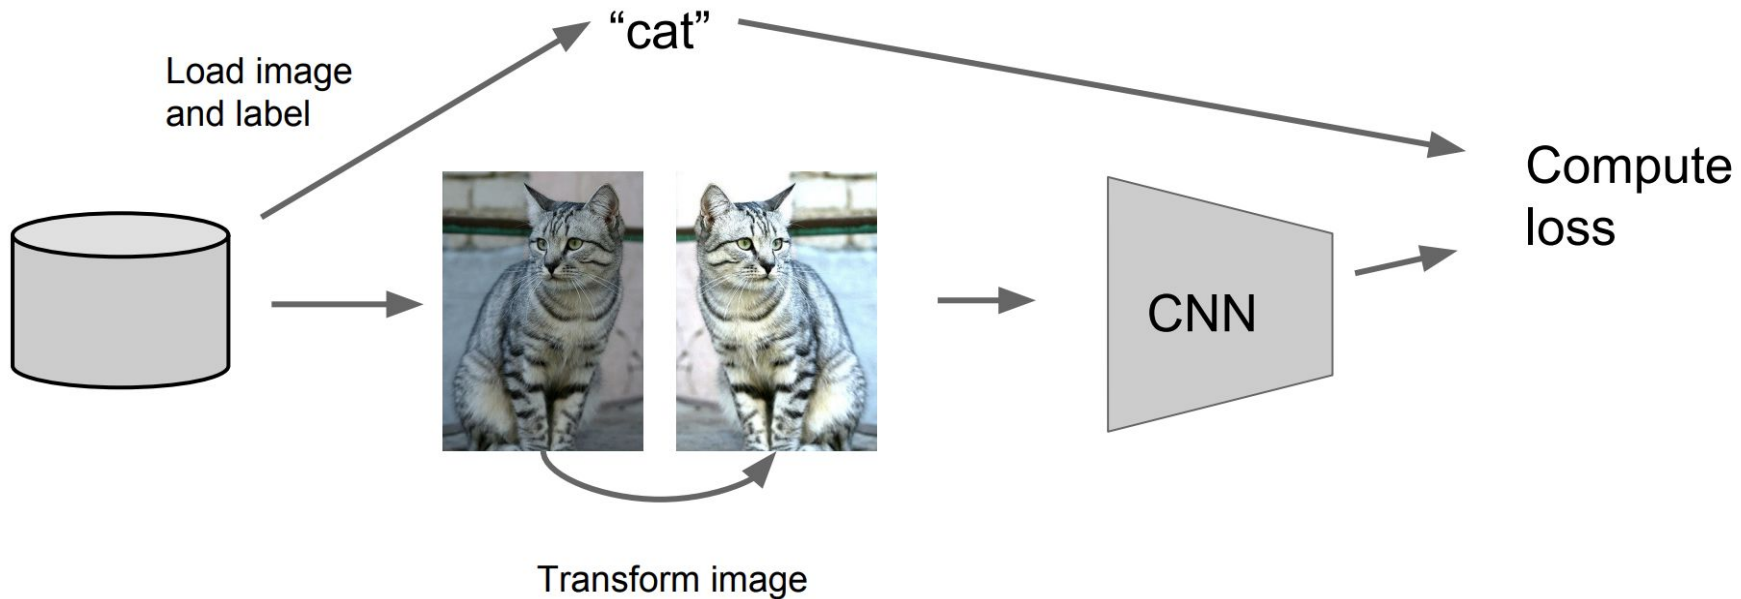 “cat”
Load image
and label
Compute
loss
CNN
Transform image